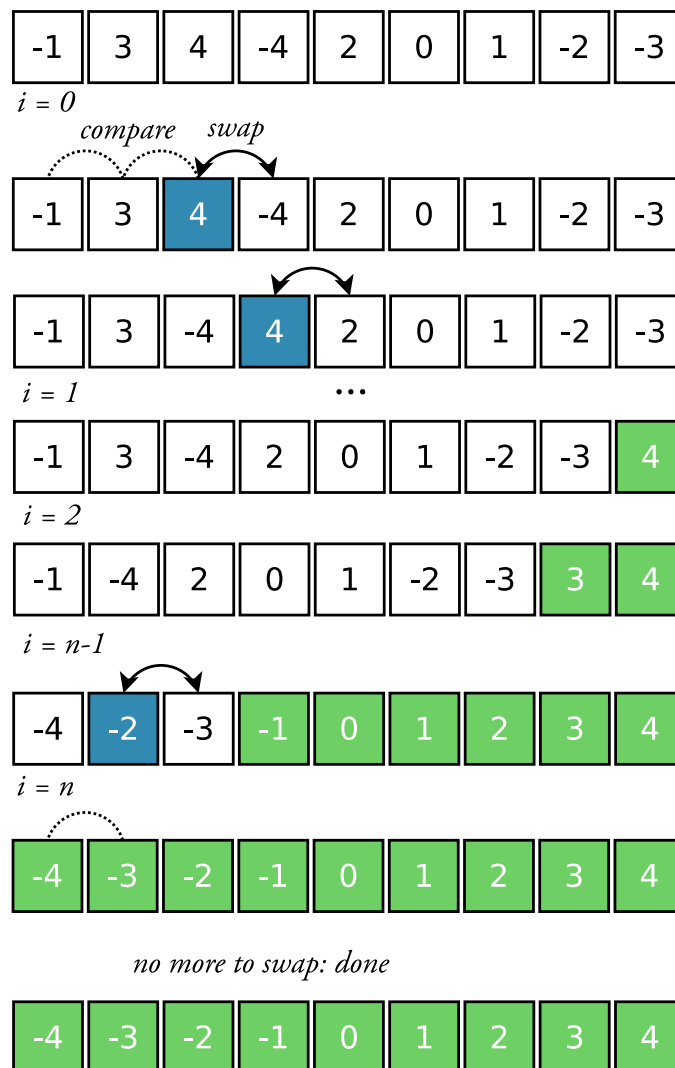 -1 3 4 -4 2 0 1 -2 -3
i = 0
compare swap
-1 3 4 -4 2 0 1 -2 -3
-1 3 -4 4 2 0 1 -2 -3
i = 1 ...
-1 3 -4 2 0 1 -2 -3 4
i = 2
-1 -4 2 0 1 -2 -3 3 4
i = n-1
-4 -2 -3 -1 0 1 2 3 4
i = n
-4 -3 -2 -1 0 1 2 3 4
no more to swap: done
-4 -3 -2 -1 0 1 2 3 4